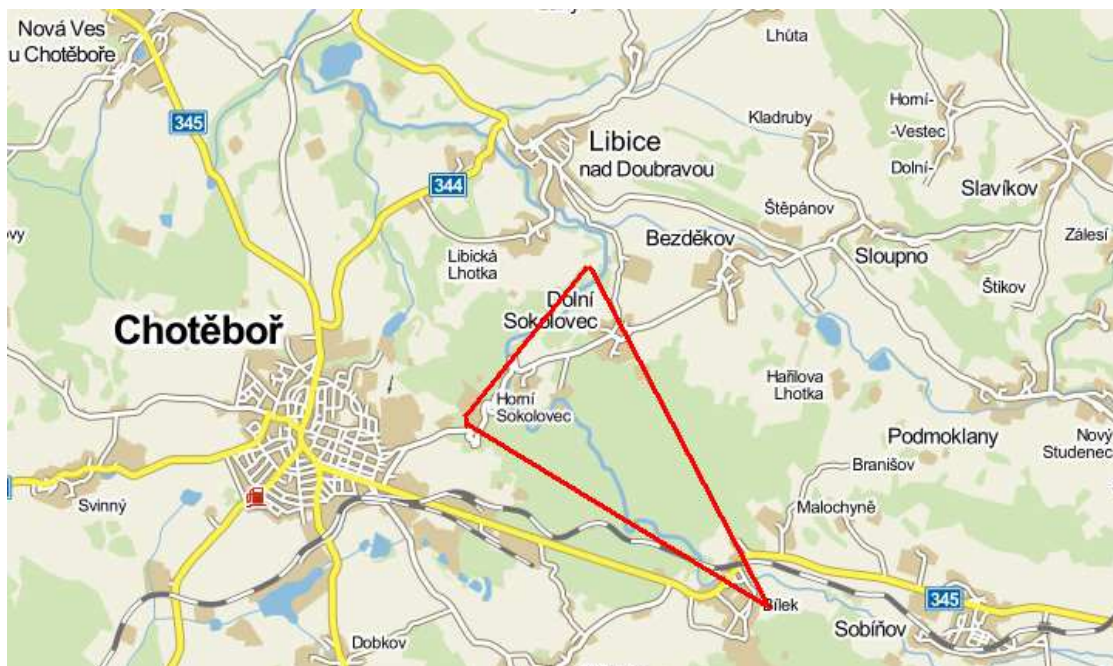 Nová Ves
u Chotěboře
Lhůta
345
Kladruby
Horní-
-Vestec
Dolní-
Libice
nad Doubravou
344
Slavíkov
Štěpánov
Bezděkov
Sloupno
Zálesí
Libická
Lhotka
Štikov
Dolní
Sokolovec
Chotěboř
Hařilova
Lhotka
Horní
Sokolovec
Podmoklany
Nový
Studenec
Branišov
Svinný
Malochyně
345
Bílek
Sobíňov
Dobkov